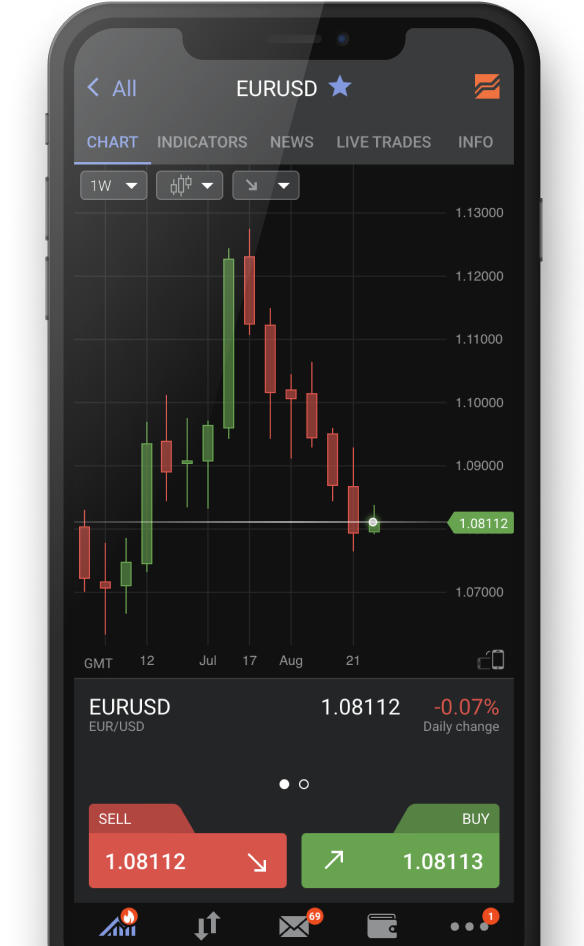 All
EURUSD
CHART INDICATORS NEWS LIVE TRADES INFO
1W
1.13000
1.12000
1.11000
1.10000
1.09000
1.08112
1.07000
GMT 12 Jul 17 Aug 21
EURUSD 1.08112 -0.07%
EUR/USD Daily change
SELL BUY
1.08112 1.08113
69 1